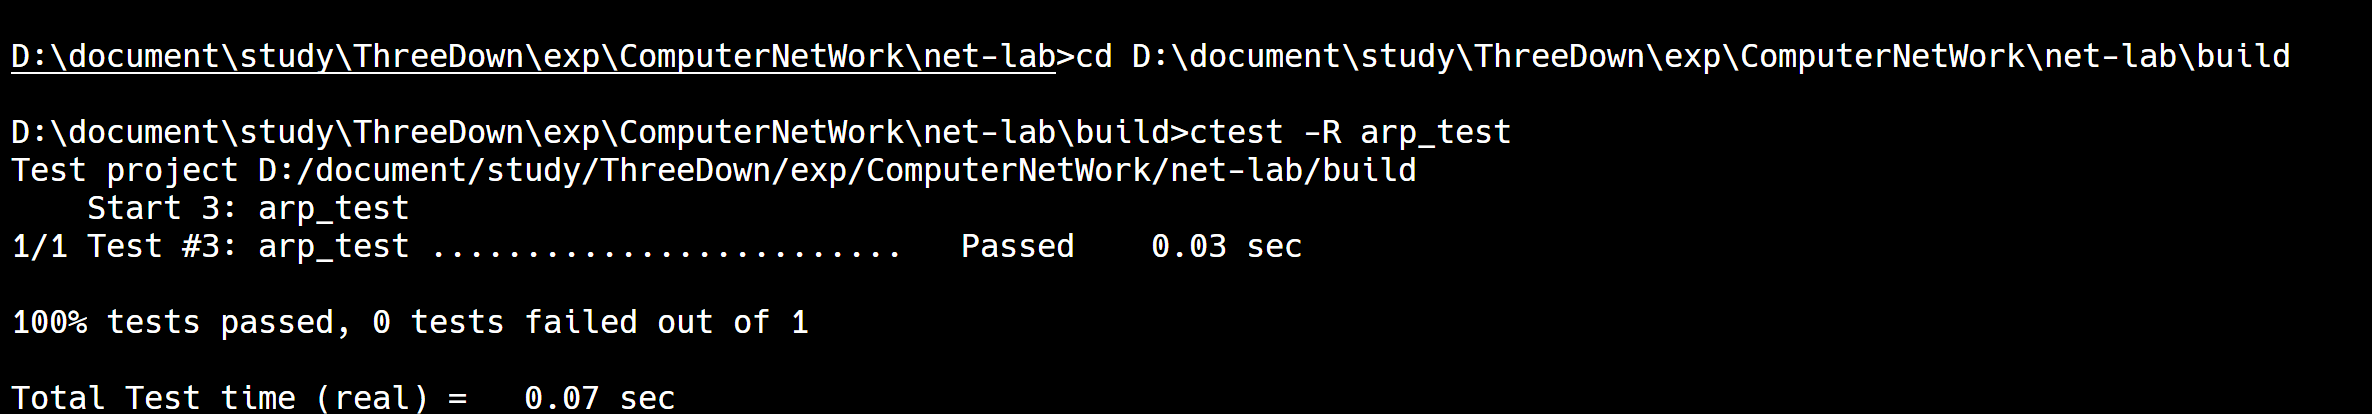 D:\document\study\ThreeDown\exp\ComputerNetWork\net-lab>cd D:\document\study\ThreeDown\exp\ComputerNetWork\net-lab\build
D:\document\study\ThreeDown\exp\ComputerNetWork\net-lab\build>ctest -R arp_test
Test project D:/document/study/ThreeDown/exp/ComputerNetWork/net-lab/build
    Start 3: arp_test
1/1 Test #3: arp_test .........................   Passed    0.03 sec
100% tests passed, 0 tests failed out of 1
Total Test time (real) =   0.07 sec